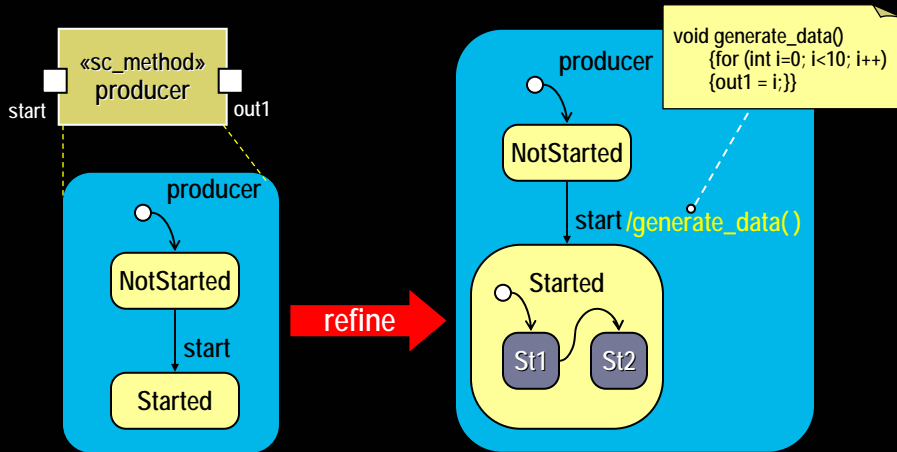 «sc_method»
producer
start
out1
producer
NotStarted
start
Started
refine
producer
NotStarted
start /generate_data( )
Started
St1
St2
void generate_data()
{for (int i=0; i<10; i++)
{out1 = i;}}